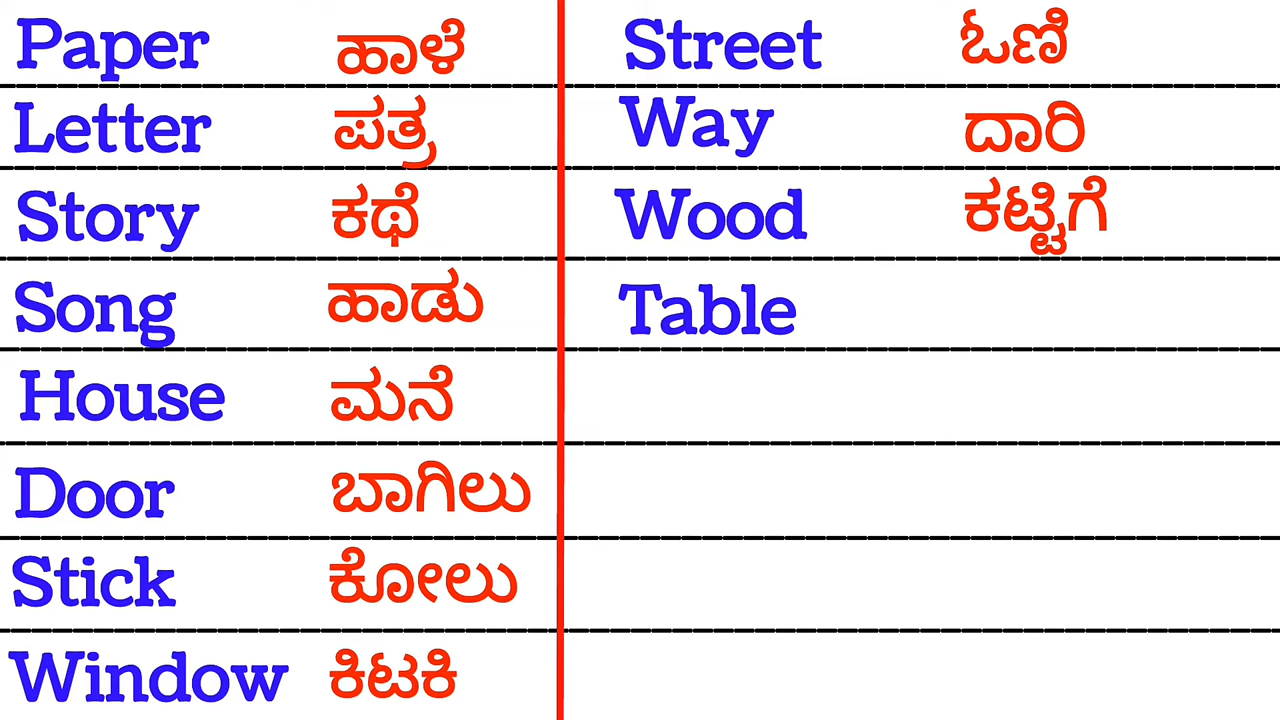 Paper ಹಾಳೆ
Letter ಪತ್ರ
Story ಕಥೆ
Song ಹಾಡು
House ಮನೆ
Door ಬಾಗಿಲು
Stick ಕೋಲು
Window ಕಿಟಕಿ
Street ಓಣಿ
Way ದಾರಿ
Wood ಕಟ್ಟಿಗೆ
Table